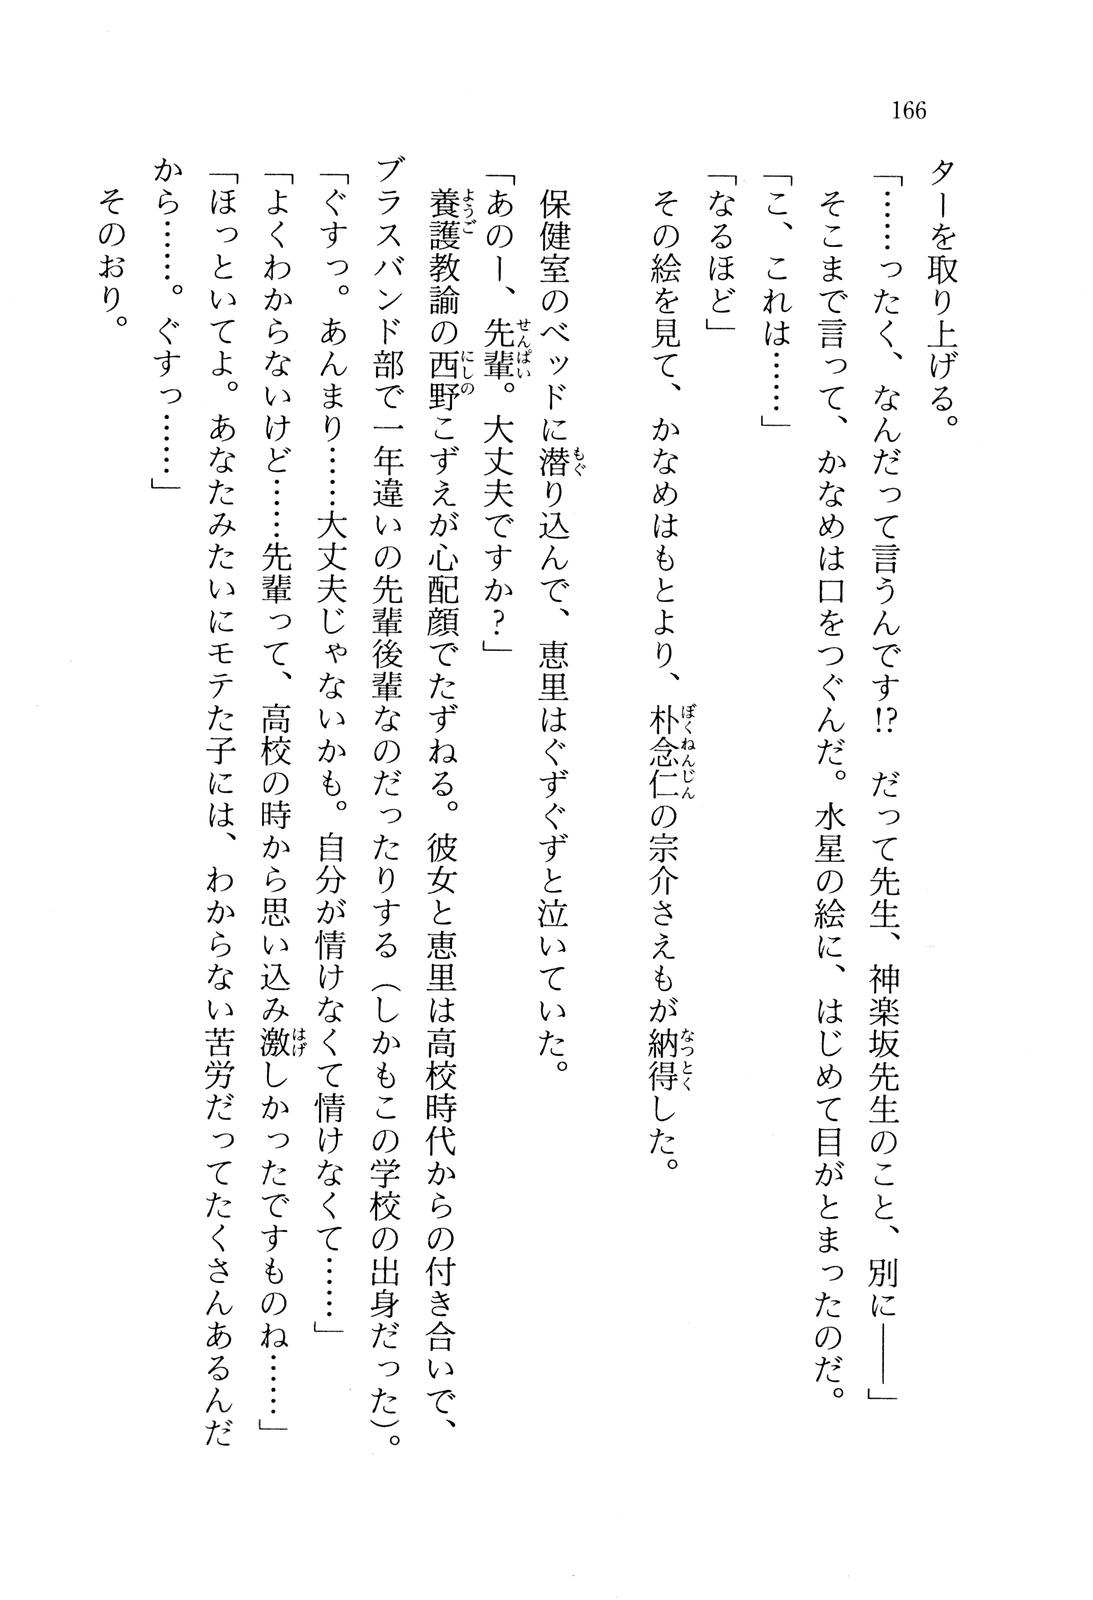 166
ターを取り上げる。
「……ったく、なんだって言うんです!?　だって先生、神楽坂先生のこと、別に――」
そこまで言って、かなめは口をつぐんだ。水星の絵に、はじめて目がとまったのだ。
「こ、これは……」
「なるほど」
その絵を見て、かなめはもとより、朴念仁の宗介さえもが納得した。
保健室のベッドに潜り込んで、恵里はぐずぐずと泣いていた。
「あのー、先輩。大丈夫ですか?」
養護教諭の西野こずえが心配顔でたずねる。彼女と恵里は高校時代からの付き合いで、
ブラスバンド部で一年違いの先輩後輩なのだったりする（しかもこの学校の出身だった）。
「ぐすっ。あんまり……大丈夫じゃないかも。自分が情けなくて情けなくて……」
「よくわからないけど……先輩って、高校の時から思い込み激しかったですものね……」
「ほっといてよ。あなたみたいにモテた子には、わからない苦労だってたくさんあるんだ
から……。ぐすっ……」
そのおり。